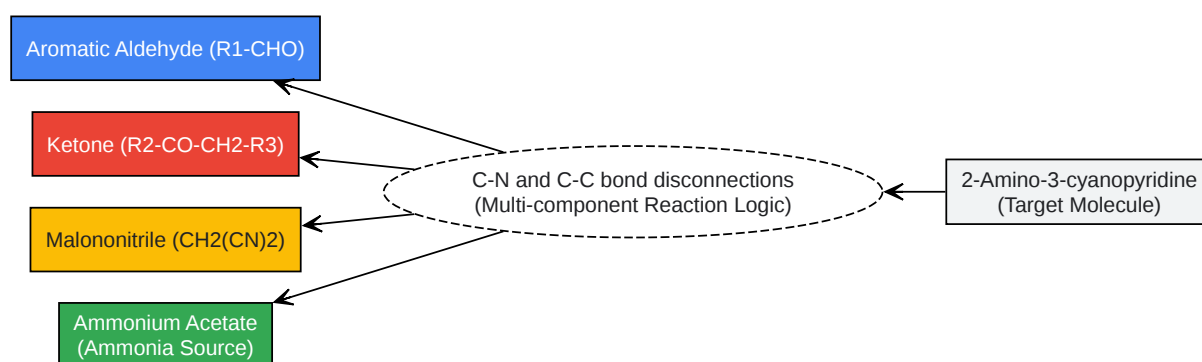 Aromatic Aldehyde (R1-CHO)
Ketone (R2-CO-CH2-R3)
Malononitrile (CH2(CN)2)
Ammonium Acetate
(Ammonia Source)
C-N and C-C bond disconnections
(Multi-component Reaction Logic)
2-Amino-3-cyanopyridine
(Target Molecule)